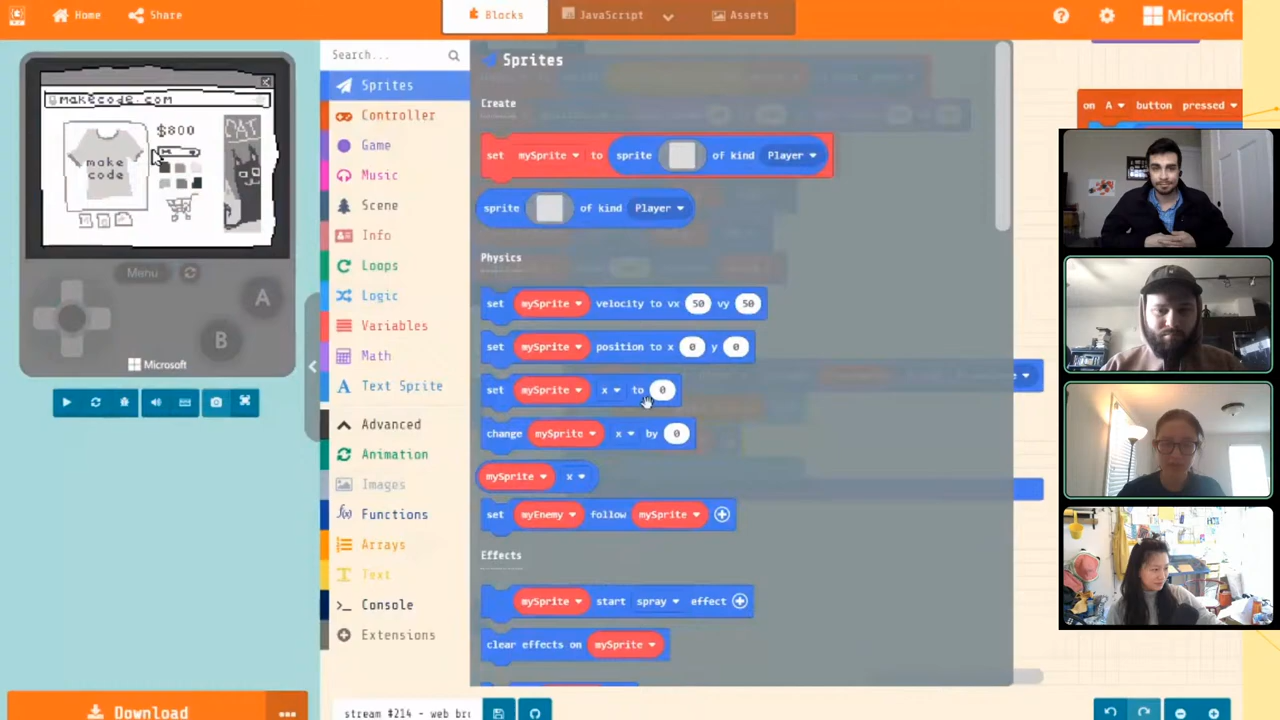 Home
Share
Blocks
JavaScript
Assets
Microsoft
makecode.com
$800
make
code
Menu
A
B
Microsoft
Download
Search...
Sprites
Controller
Game
Music
Scene
Info
Loops
Logic
Variables
Math
Text Sprite
Advanced
Animation
Images
Functions
Arrays
Text
Console
Extensions
Sprites
Create
set mySprite to sprite of kind Player
sprite of kind Player
Physics
set mySprite velocity to vx 50 vy 50
set mySprite position to x 0 y 0
set mySprite x to 0
change mySprite x by 0
mySprite x
set myEnemy follow mySprite
Effects
mySprite start spray effect
clear effects on mySprite
on A button pressed
stream #214 - web bro